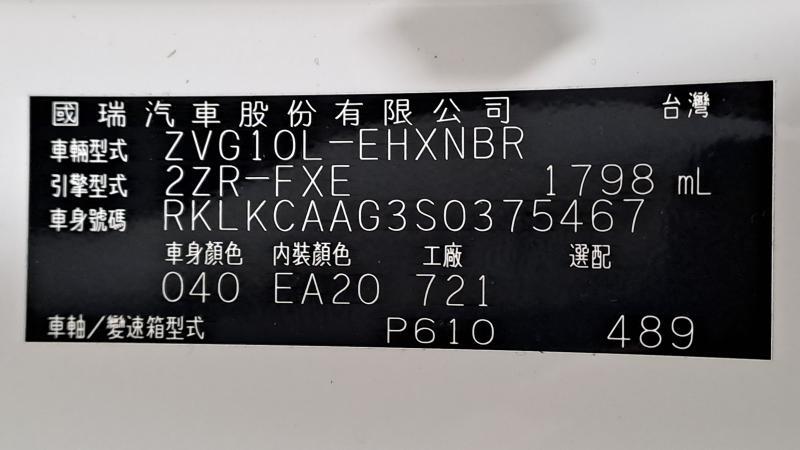 國瑞汽車股份有限公司 台灣
車輛型式 ZVG10L-EHXNBR
引擎型式 2ZR-FXE 1798 mL
車身號碼 RKLKCAAG3S0375467
車身顏色 內裝顏色 工廠 選配
040 EA20 721
車軸/變速箱型式 P610 489